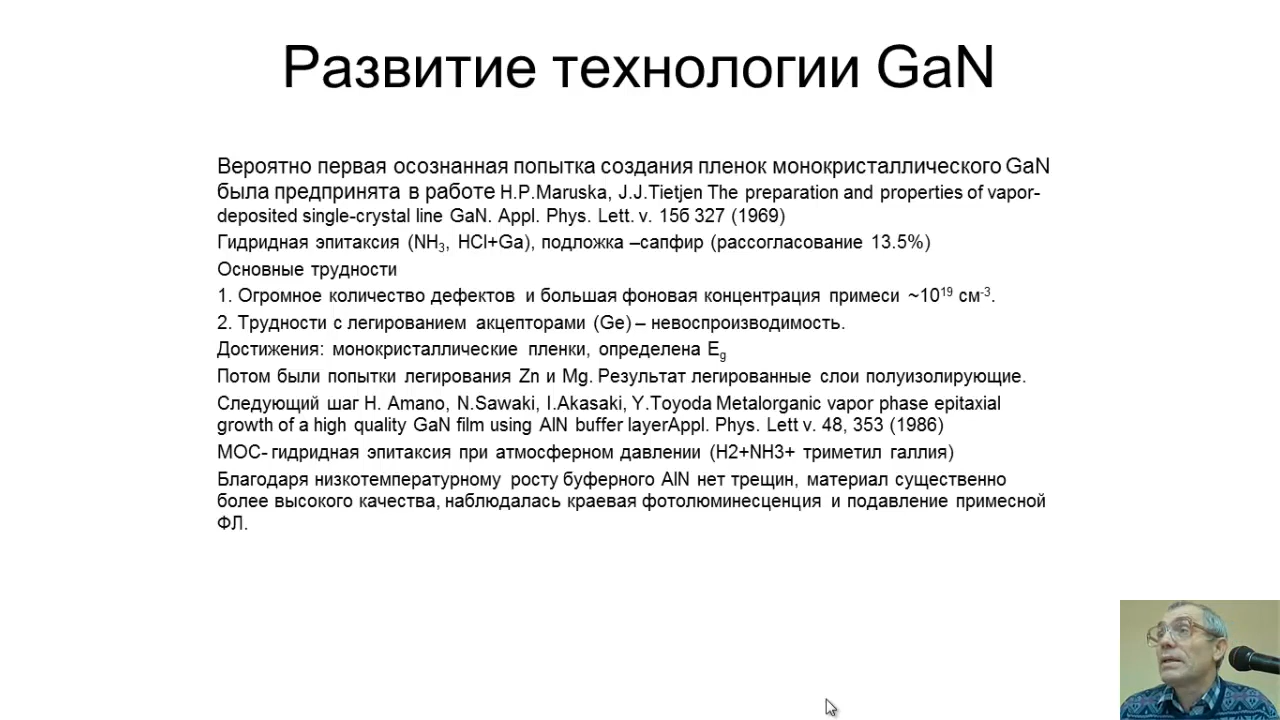 Развитие технологии GaN
Вероятно первая осознанная попытка создания пленок монокристаллического GaN
была предпринята в работе H.P.Maruska, J.J.Tietjen The preparation and properties of vapor-
deposited single-crystal line GaN. Appl. Phys. Lett. v. 15б 327 (1969)
Гидридная эпитаксия (NH3, HCl+Ga), подложка –сапфир (рассогласование 13.5%)
Основные трудности
1. Огромное количество дефектов и большая фоновая концентрация примеси ~10^19 см^-3.
2. Трудности с легированием акцепторами (Ge) – невоспроизводимость.
Достижения: монокристаллические пленки, определена Eg
Потом были попытки легирования Zn и Mg. Результат легированные слои полуизолирующие.
Следующий шаг H. Amano, N.Sawaki, I.Akasaki, Y.Toyoda Metalorganic vapor phase epitaxial
growth of a high quality GaN film using AlN buffer layerAppl. Phys. Lett v. 48, 353 (1986)
МОС- гидридная эпитаксия при атмосферном давлении (H2+NH3+ триметил галлия)
Благодаря низкотемпературному росту буферного AlN нет трещин, материал существенно
более высокого качества, наблюдалась краевая фотолюминесценция и подавление примесной
ФЛ.